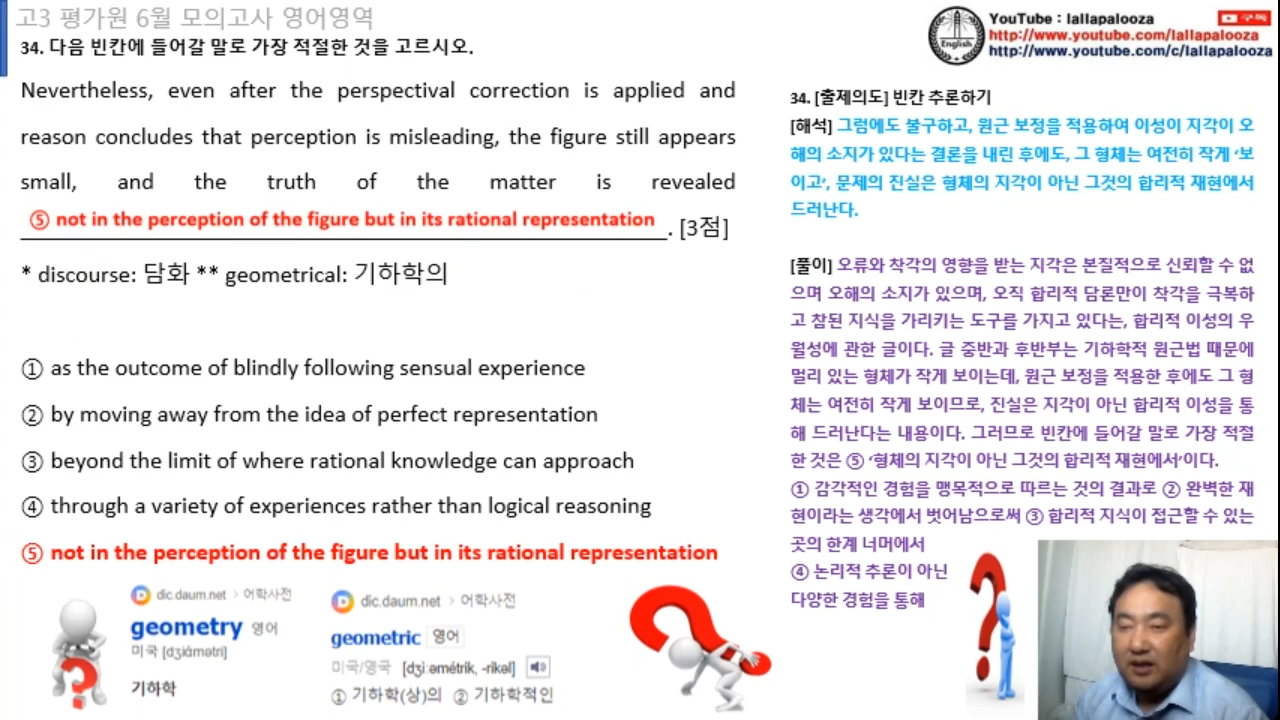 고3 평가원 6월 모의고사 영어영역
34. 다음 빈칸에 들어갈 말로 가장 적절한 것을 고르시오.
Nevertheless, even after the perspectival correction is applied and
reason concludes that perception is misleading, the figure still appears
small, and the truth of the matter is revealed
⑤ not in the perception of the figure but in its rational representation. [3점]
* discourse: 담화 ** geometrical: 기하학의
① as the outcome of blindly following sensual experience
② by moving away from the idea of perfect representation
③ beyond the limit of where rational knowledge can approach
④ through a variety of experiences rather than logical reasoning
⑤ not in the perception of the figure but in its rational representation
dic.daum.net > 어학사전
geometry 영어
미국 [dʒiάmətri]
기하학
dic.daum.net > 어학사전
geometric 영어
미국/영국 [dʒi:əmétrik, -rikəl]
① 기하학(상)의 ② 기하학적인
English
YouTube : lallapalooza
구독
http://www.youtube.com/lallapalooza
http://www.youtube.com/c/lallapalooza
34. [출제의도] 빈칸 추론하기
[해석] 그럼에도 불구하고, 원근 보정을 적용하여 이성이 지각이 오
해의 소지가 있다는 결론을 내린 후에도, 그 형체는 여전히 작게 ‘보
이고’, 문제의 진실은 형체의 지각이 아닌 그것의 합리적 재현에서
드러난다.
[풀이] 오류와 착각의 영향을 받는 지각은 본질적으로 신뢰할 수 없
으며 오해의 소지가 있으며, 오직 합리적 담론만이 착각을 극복하
고 참된 지식을 가리키는 도구를 가지고 있다는, 합리적 이성의 우
월성에 관한 글이다. 글 중반과 후반부는 기하학적 원근법 때문에
멀리 있는 형체가 작게 보이는데, 원근 보정을 적용한 후에도 그 형
체는 여전히 작게 보이므로, 진실은 지각이 아닌 합리적 이성을 통
해 드러난다는 내용이다. 그러므로 빈칸에 들어갈 말로 가장 적절
한 것은 ⑤ ‘형체의 지각이 아닌 그것의 합리적 재현에서’이다.
① 감각적인 경험을 맹목적으로 따르는 것의 결과로 ② 완벽한 재
현이라는 생각에서 벗어남으로써 ③ 합리적 지식이 접근할 수 있는
곳의 한계 너머에서
④ 논리적 추론이 아닌
다양한 경험을 통해